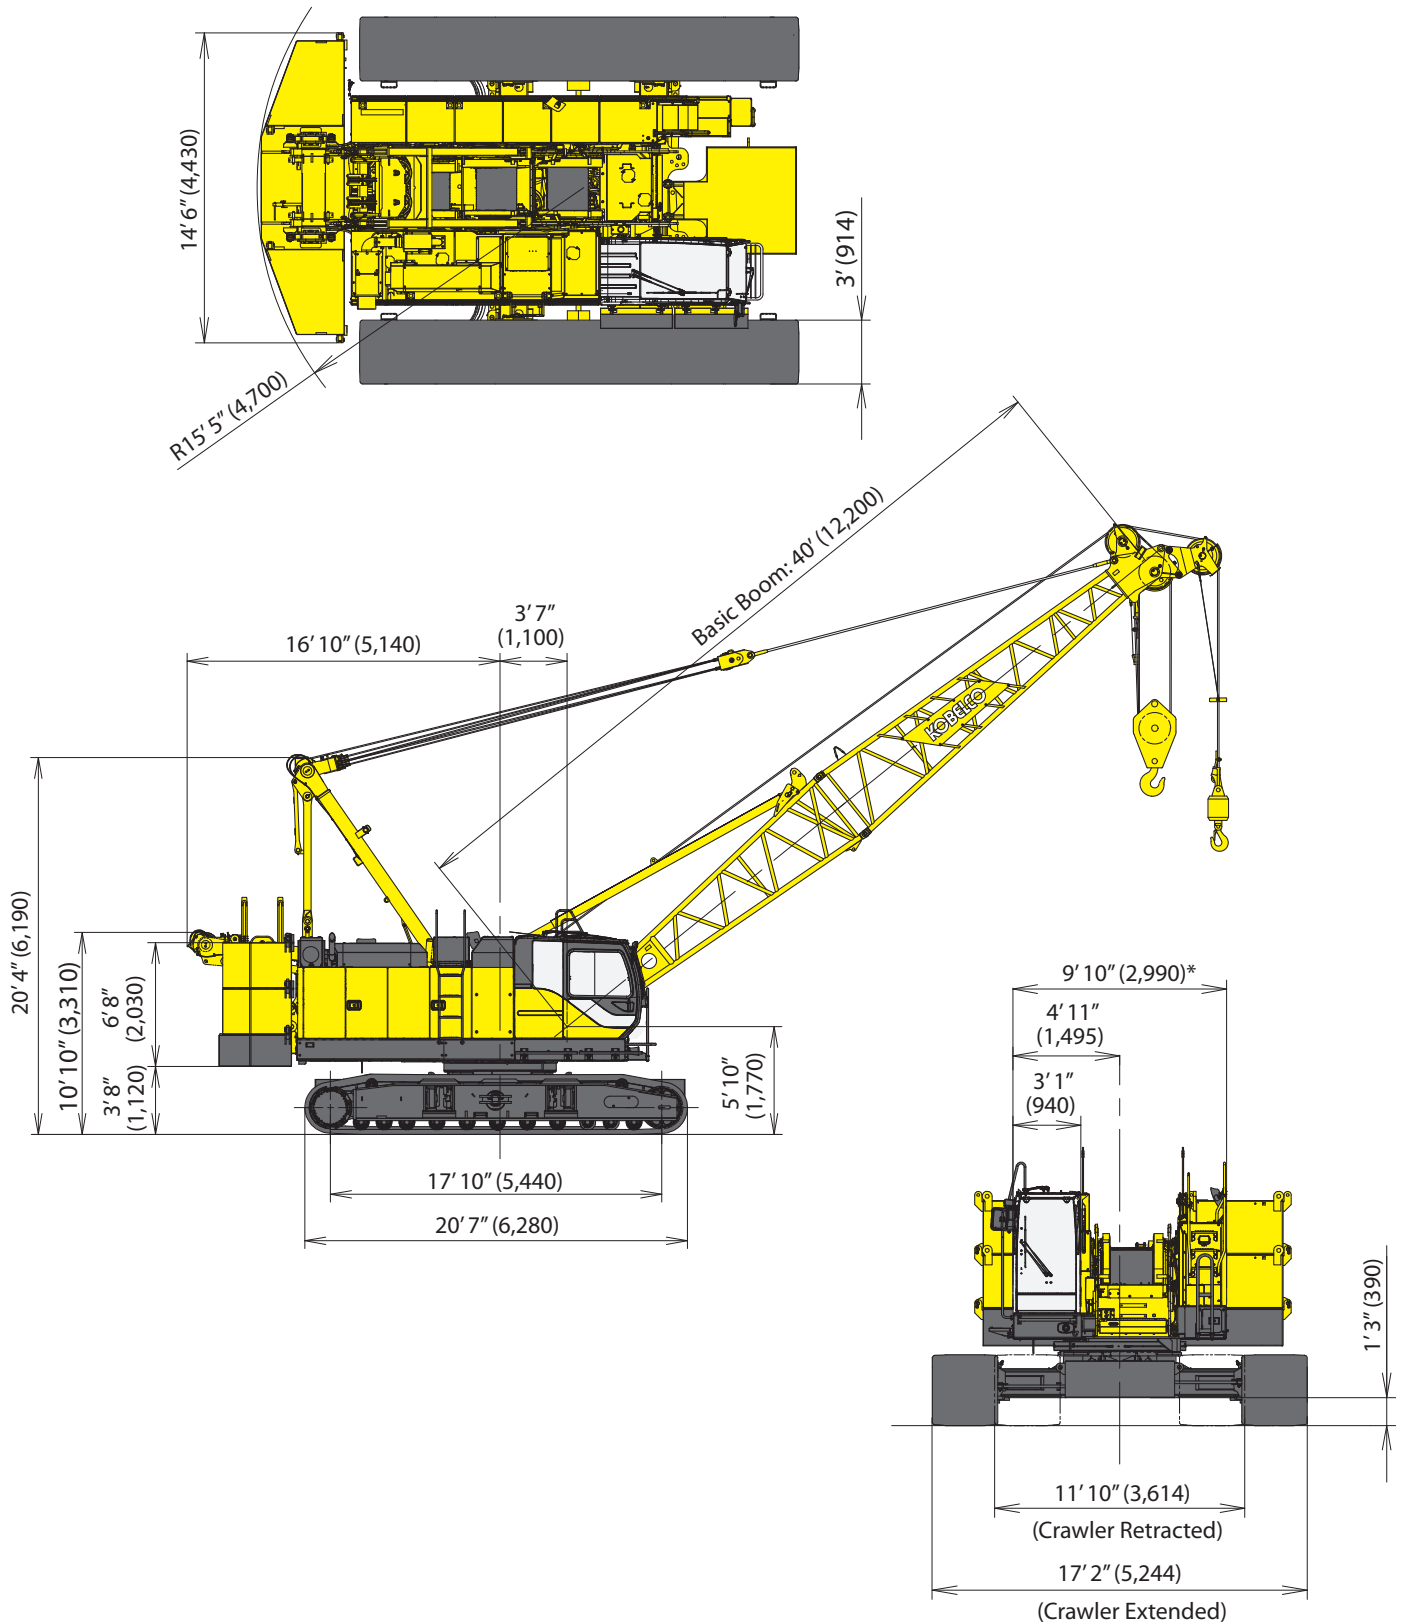 14' 6" (4,430)
3' (914)
R15' 5" (4,700)
Basic Boom: 40' (12,200)
3' 7"
(1,100)
16' 10" (5,140)
KOBELCO
20' 4" (6,190)
10' 10" (3,310)
6' 8"
(2,030)
3' 8"
(1,120)
5' 10"
(1,770)
17' 10" (5,440)
20' 7" (6,280)
9' 10" (2,990)*
4' 11"
(1,495)
3' 1"
(940)
1' 3" (390)
11' 10" (3,614)
(Crawler Retracted)
17' 2" (5,244)
(Crawler Extended)